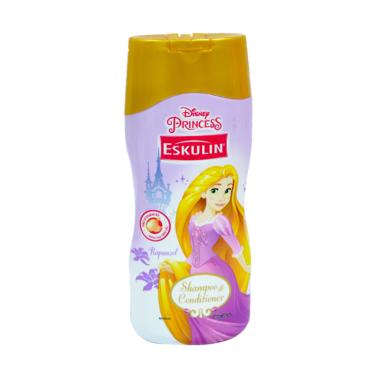 Disney
PRINCESS
ESKULIN
Rapunzel
Shampoo &
Conditioner